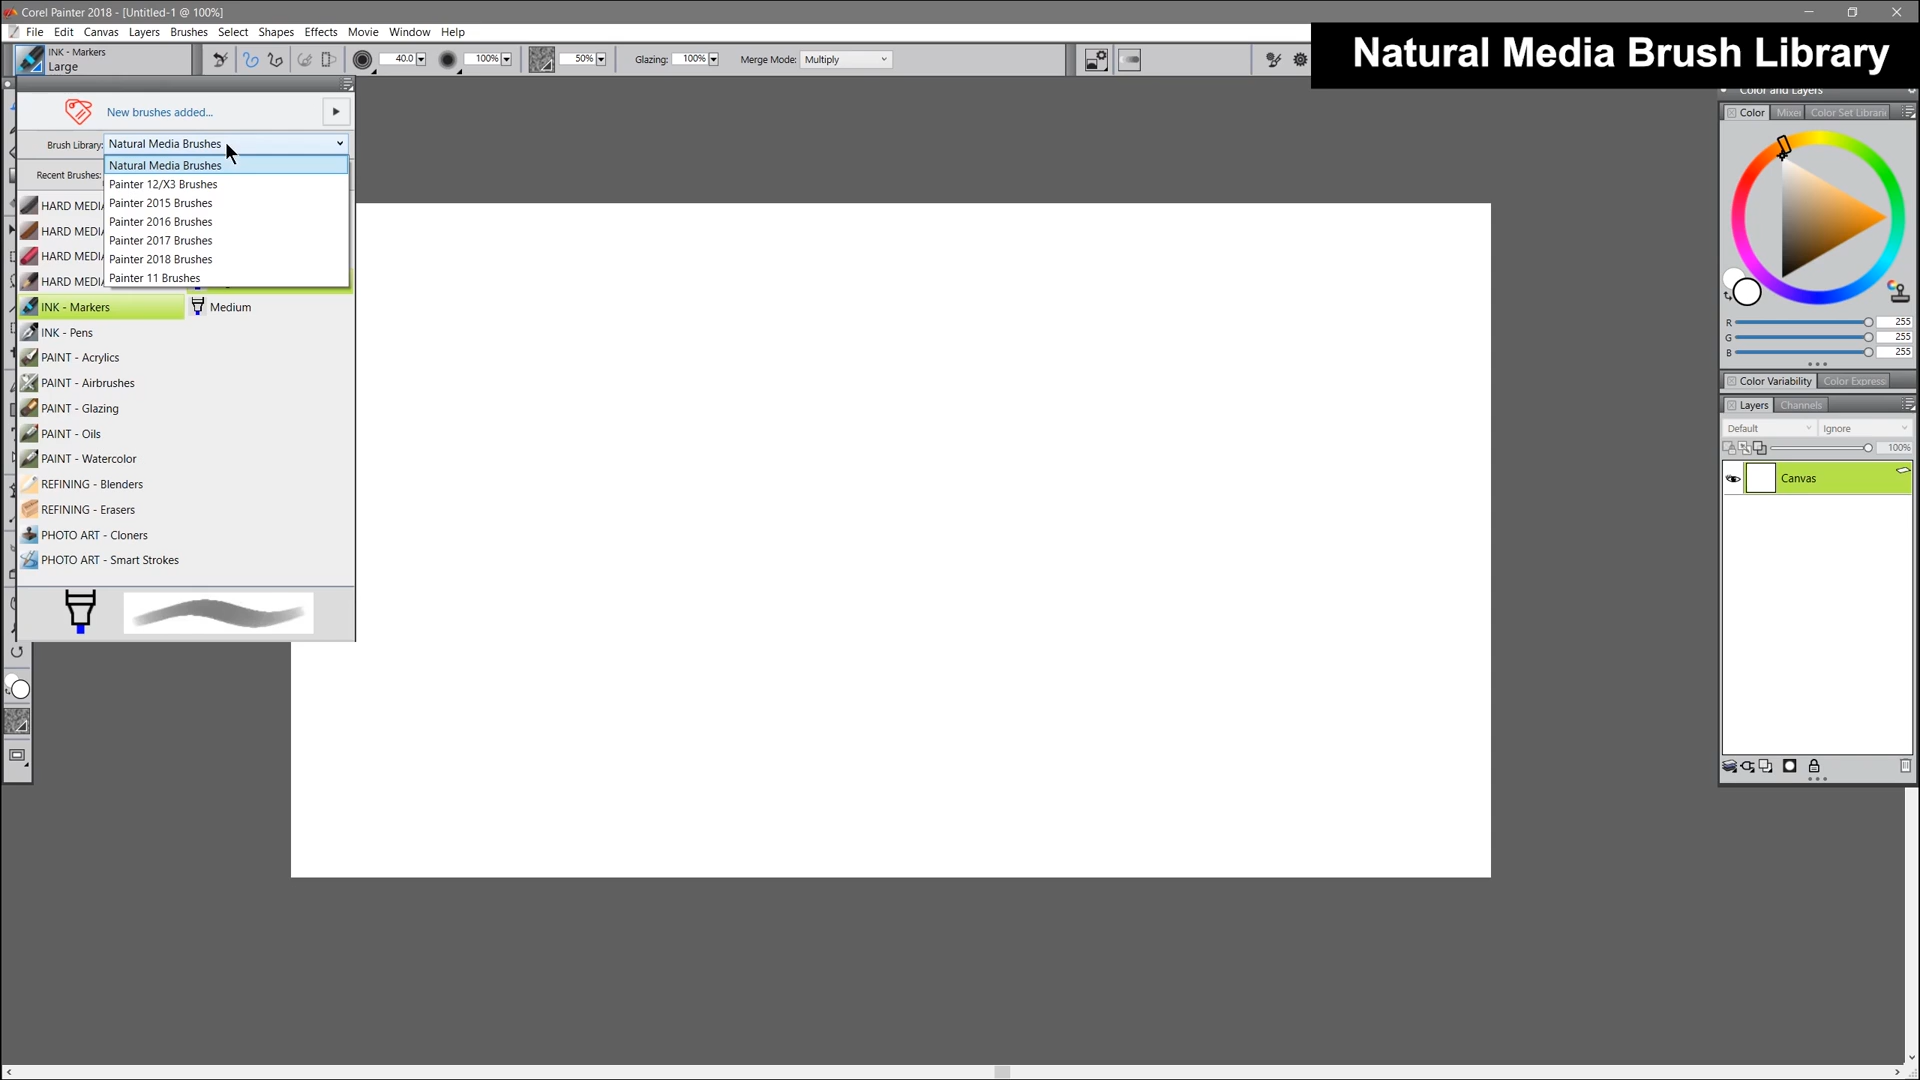 Corel Painter 2018 - [Untitled-1 @ 100%]
File Edit Canvas Layers Brushes Select Shapes Effects Movie Window Help
Natural Media Brush Library
INK - Markers
Large
40.0 100% 50% Glazing: 100% Merge Mode: Multiply
Color and Layers
New brushes added...
Color Mixer Color Set Librari
Brush Library: Natural Media Brushes
Natural Media Brushes
Recent Brushes:
Painter 12/X3 Brushes
Painter 2015 Brushes
Painter 2016 Brushes
Painter 2017 Brushes
Painter 2018 Brushes
Painter 11 Brushes
HARD MEDIA
HARD MEDIA
HARD MEDIA
HARD MEDIA
INK - Markers
Medium
INK - Pens
PAINT - Acrylics
PAINT - Airbrushes
PAINT - Glazing
PAINT - Oils
PAINT - Watercolor
REFINING - Blenders
REFINING - Erasers
PHOTO ART - Cloners
PHOTO ART - Smart Strokes
R 255
G 255
B 255
Color Variability Color Express
Layers Channels
Default Ignore
100%
Canvas